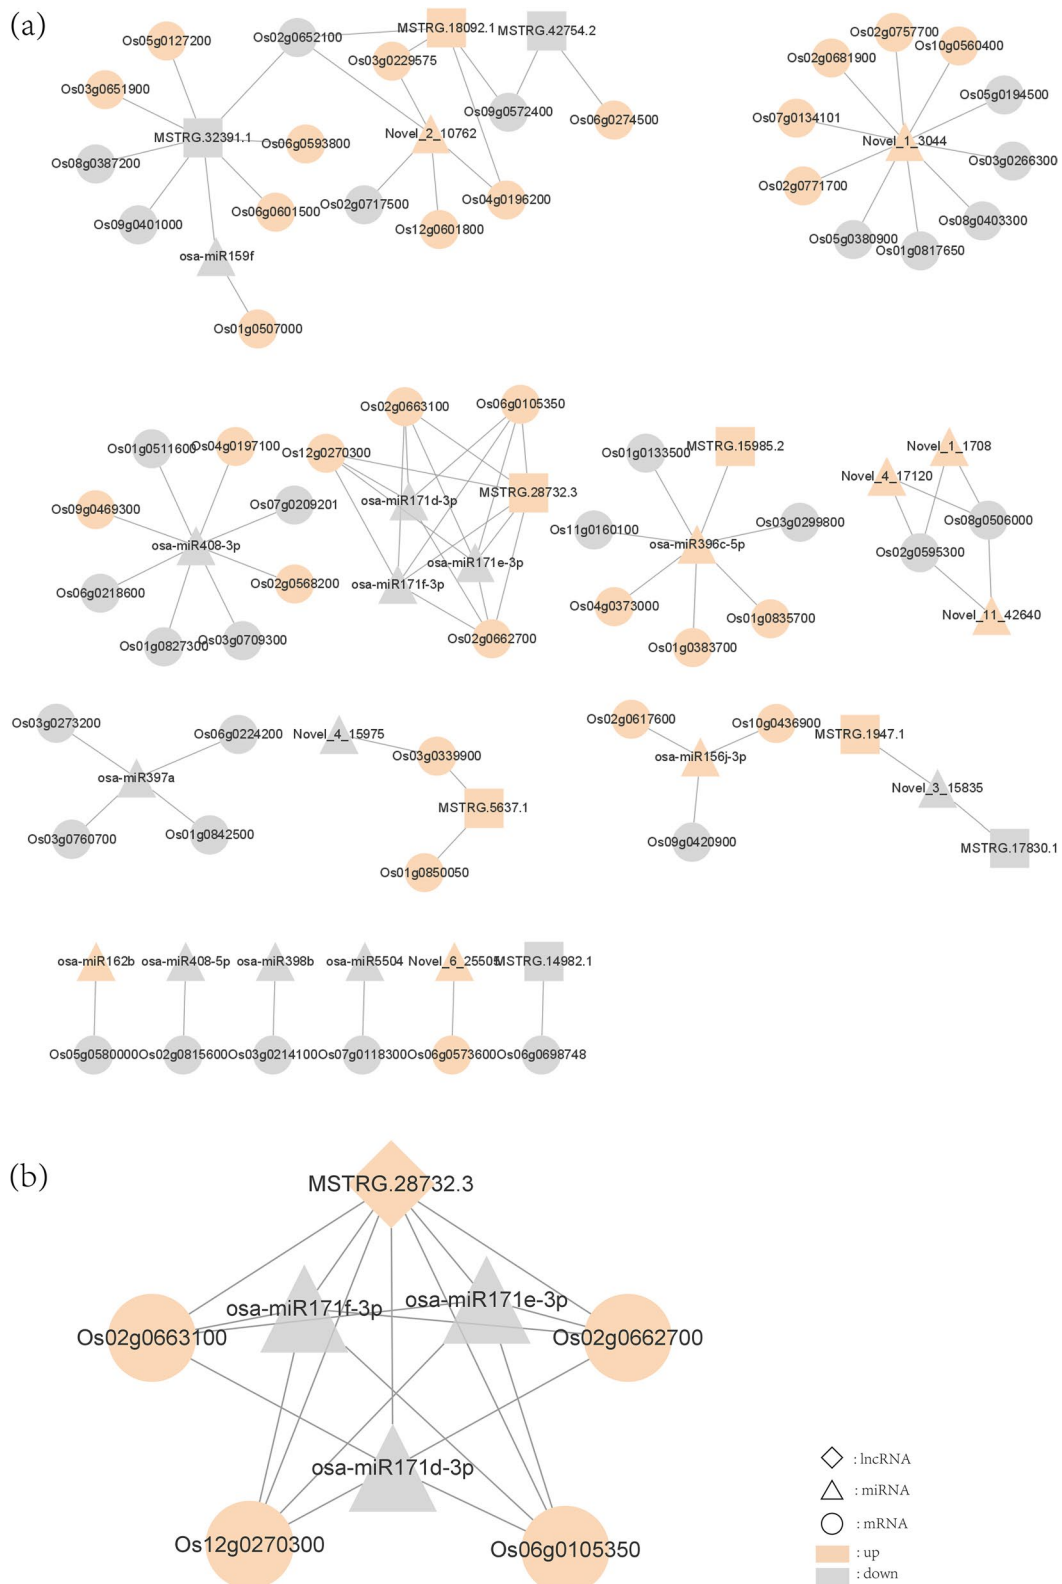 (a)
Os05g0127200
Os02g0652100
MSTRG.18092.1
MSTRG.42754.2
Os02g0757700
Os10g0560400
Os03g0229575
Os02g0681900
Os03g0651900
Os05g0194500
Os09g0572400
Os06g0274500
Os07g0134101
MSTRG.32391.1
Novel_2_10762
Novel_1_3044
Os06g0593800
Os08g0387200
Os03g0266300
Os02g0771700
Os04g0196200
Os02g0717500
Os06g0601500
Os09g0401000
Os08g0403300
Os12g0601800
Os05g0380900
Os01g0817650
osa-miR159f
Os01g0507000
Os02g0663100
Os06g0105350
Os01g0511600
Os04g0197100
Os12g0270300
Os01g0133500
MSTRG.15985.2
Novel_1_1708
Novel_4_17120
MSTRG.28732.3
osa-miR171d-3p
Os07g0209201
Os09g0469300
Os03g0299800
Os08g0506000
Os11g0160100
osa-miR408-3p
osa-miR396c-5p
Os02g0595300
osa-miR171e-3p
osa-miR171f-3p
Os02g0568200
Os06g0218600
Os04g0373000
Os01g0835700
Novel_11_42640
Os01g0827300
Os03g0709300
Os02g0662700
Os01g0383700
Os03g0273200
Os06g0224200
Novel_4_15975
Os02g0617600
Os10g0436900
MSTRG.1947.1
Os03g0339900
osa-miR156j-3p
osa-miR397a
Novel_3_15835
MSTRG.5637.1
Os03g0760700
Os01g0842500
Os09g0420900
MSTRG.17830.1
Os01g0850050
osa-miR162b
osa-miR408-5p
osa-miR398b
osa-miR5504
Novel_6_25505
MSTRG.14982.1
Os05g0580000
Os02g0815600
Os03g0214100
Os07g0118300
Os06g0573600
Os06g0698748
(b)
MSTRG.28732.3
osa-miR171f-3p
osa-miR171e-3p
Os02g0663100
Os02g0662700
osa-miR171d-3p
Os12g0270300
Os06g0105350
: lncRNA
: miRNA
: mRNA
: up
: down